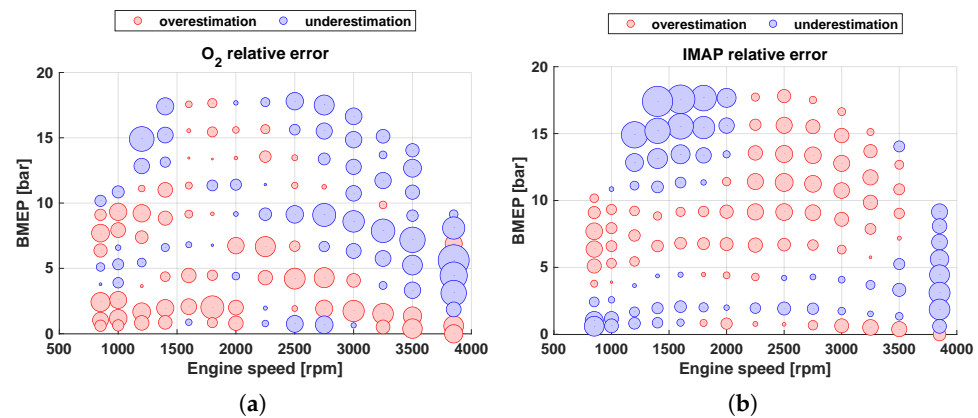 overestimation underestimation
O2 relative error
BMEP [bar]
20
15
10
5
0
500 1000 1500 2000 2500 3000 3500 4000
Engine speed [rpm]
(a)
overestimation underestimation
IMAP relative error
BMEP [bar]
20
15
10
5
0
500 1000 1500 2000 2500 3000 3500 4000
Engine speed [rpm]
(b)